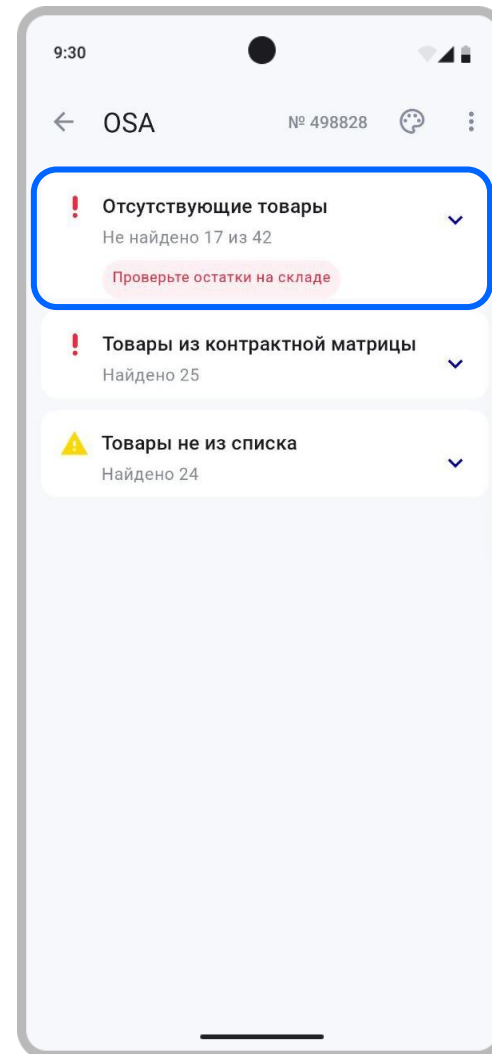 9:30
OSA № 498828
Отсутствующие товары
Не найдено 17 из 42
Проверьте остатки на складе
Товары из контрактной матрицы
Найдено 25
Товары не из списка
Найдено 24